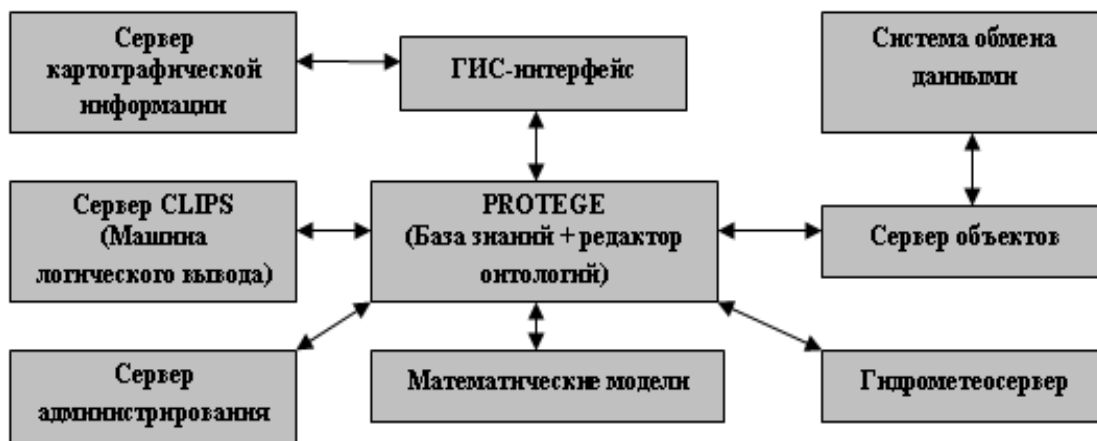 Сервер
картографической
информации
ГИС-интерфейс
Система обмена
данными
Сервер CLIPS
(Машина
логического вывода)
PROTEGE
(База знаний + редактор
онтологий)
Сервер объектов
Сервер
администрирования
Математические модели
Гидрометеосервер